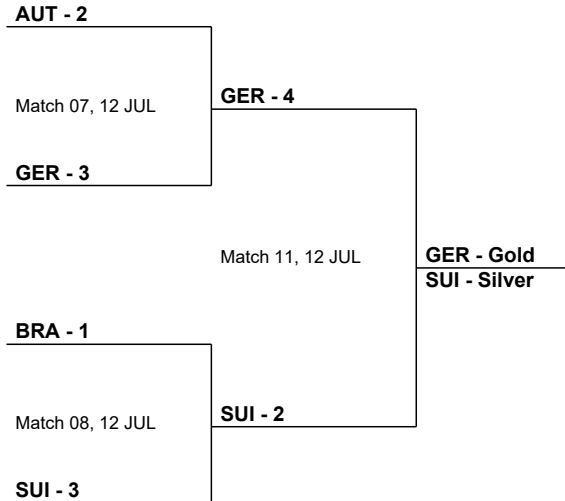 AUT - 2
Match 07, 12 JUL
GER - 4
GER - 3
Match 11, 12 JUL
GER - Gold
SUI - Silver
BRA - 1
Match 08, 12 JUL
SUI - 2
SUI - 3